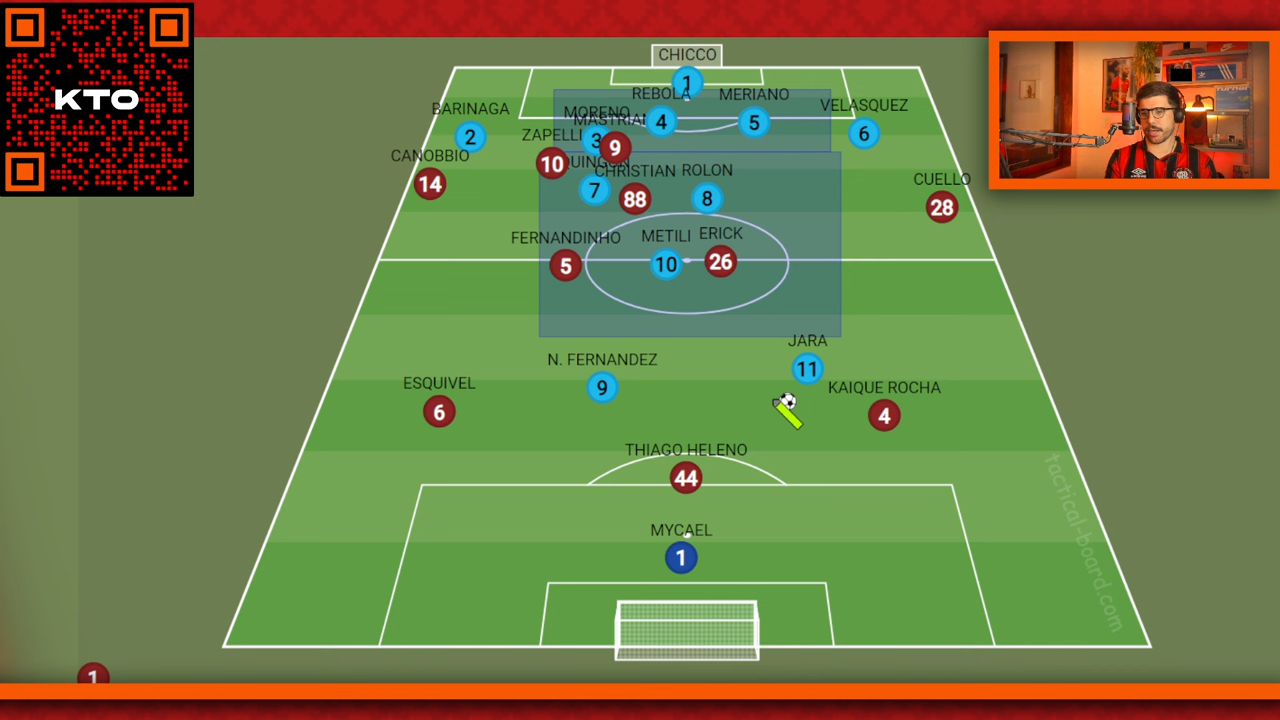 KTO
CHICCO
1
REBOLA
4
MERIANO
5
BARINAGA
2
MORENO
3
MASTRIAN
9
VELASQUEZ
6
ZAPELLI
10
CANOBBIO
14
7
CHRISTIAN
88
ROLON
8
CUELLO
28
FERNANDINHO
5
METILI
10
ERICK
26
JARA
11
N. FERNANDEZ
9
ESQUIVEL
6
KAIQUE ROCHA
4
THIAGO HELENO
44
MYCAEL
1
tactical-board.com
1